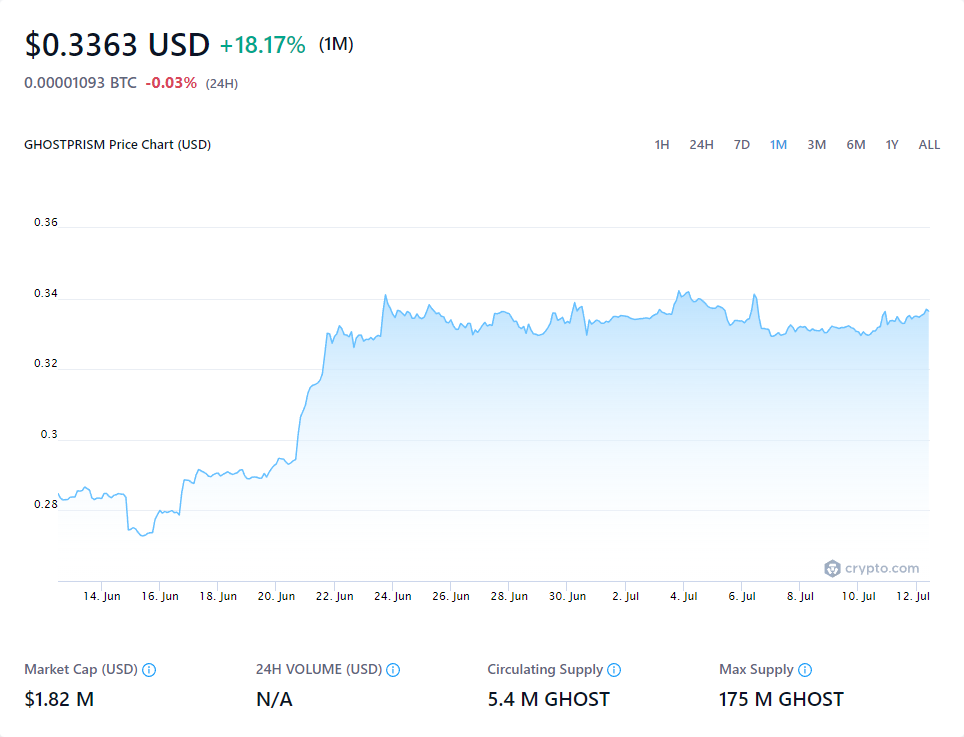 $0.3363 USD +18.17% (1M)
0.00001093 BTC -0.03% (24H)
GHOSTPRISM Price Chart (USD) 1H 24H 7D 1M 3M 6M 1Y ALL
0.36
0.34
0.32
0.3
0.28
crypto.com
14. Jun 16. Jun 18. Jun 20. Jun 22. Jun 24. Jun 26. Jun 28. Jun 30. Jun 2. Jul 4. Jul 6. Jul 8. Jul 10. Jul 12. Jul
Market Cap (USD) 24H VOLUME (USD) Circulating Supply Max Supply
$1.82 M N/A 5.4 M GHOST 175 M GHOST